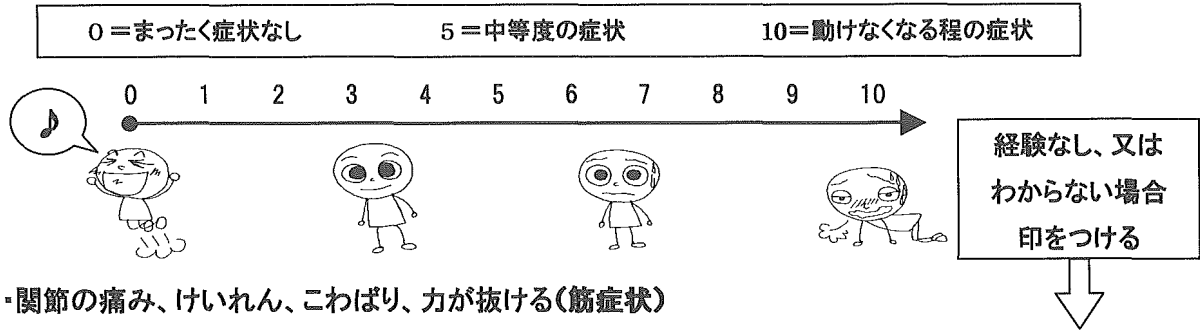 0=まったく症状なし 5=中等度の症状 10=動けなくなる程の症状
0 1 2 3 4 5 6 7 8 9 10
♪
経験なし、又は
わからない場合
印をつける
・関節の痛み、けいれん、こわばり、力が抜ける(筋症状)